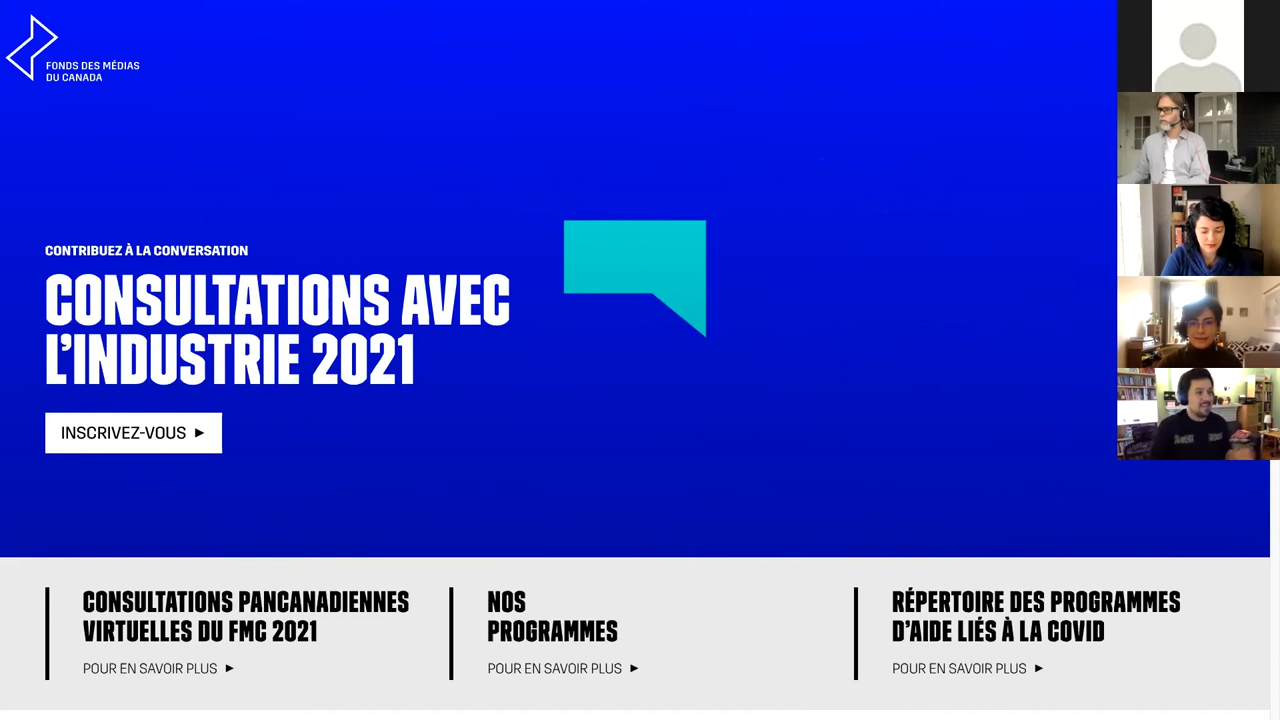 FONDS DES MÉDIAS
DU CANADA
CONTRIBUEZ À LA CONVERSATION
CONSULTATIONS AVEC
L'INDUSTRIE 2021
INSCRIVEZ-VOUS ►
CONSULTATIONS PANCANADIENNES
VIRTUELLES DU FMC 2021
POUR EN SAVOIR PLUS ►
NOS
PROGRAMMES
POUR EN SAVOIR PLUS ►
RÉPERTOIRE DES PROGRAMMES
D'AIDE LIÉS À LA COVID
POUR EN SAVOIR PLUS ►